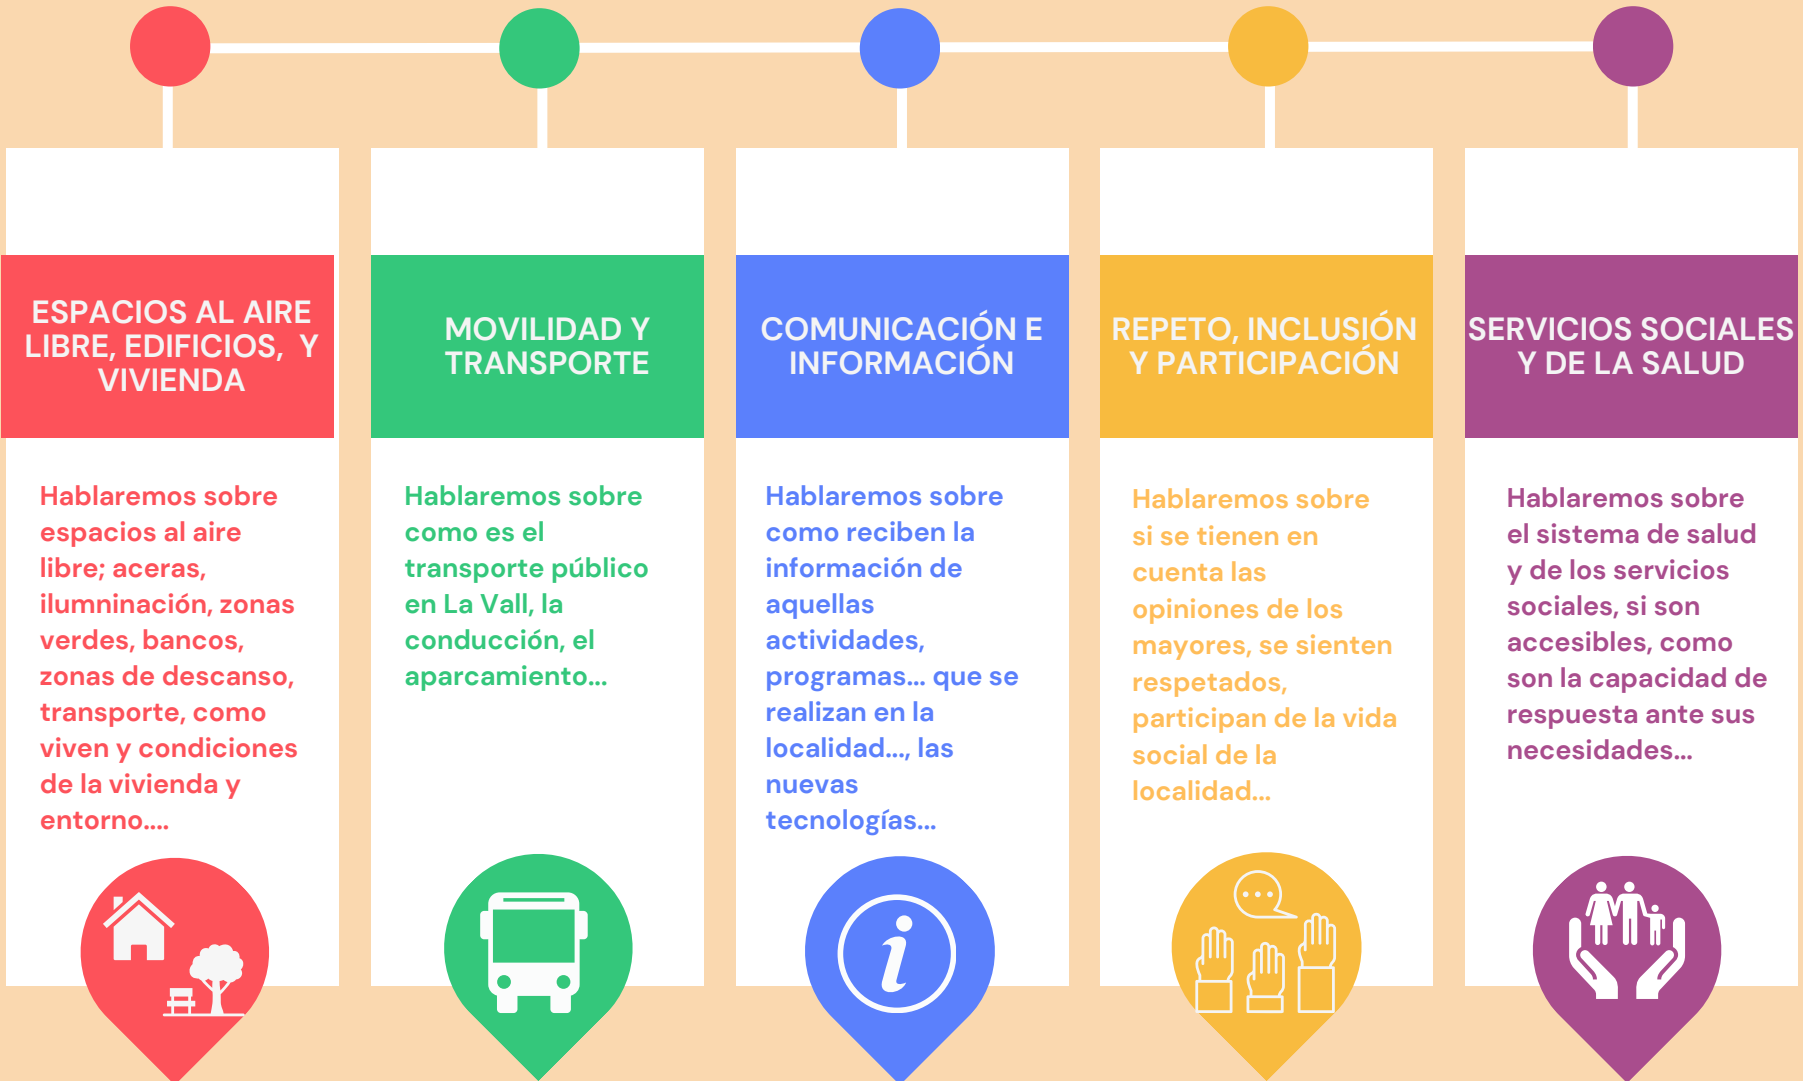 ESPACIOS AL AIRE
LIBRE, EDIFICIOS, Y
VIVIENDA
Hablaremos sobre
espacios al aire
libre; aceras,
ilumninación, zonas
verdes, bancos,
zonas de descanso,
transporte, como
viven y condiciones
de la vivienda y
entorno....
MOVILIDAD Y
TRANSPORTE
Hablaremos sobre
como es el
transporte público
en La Vall, la
conducción, el
aparcamiento...
COMUNICACIÓN E
INFORMACIÓN
Hablaremos sobre
como reciben la
información de
aquellas
actividades,
programas... que se
realizan en la
localidad..., las
nuevas
tecnologías...
REPETO, INCLUSIÓN
Y PARTICIPACIÓN
Hablaremos sobre
si se tienen en
cuenta las
opiniones de los
mayores, se sienten
respetados,
participan de la vida
social de la
localidad...
SERVICIOS SOCIALES
Y DE LA SALUD
Hablaremos sobre
el sistema de salud
y de los servicios
sociales, si son
accesibles, como
son la capacidad de
respuesta ante sus
necesidades...